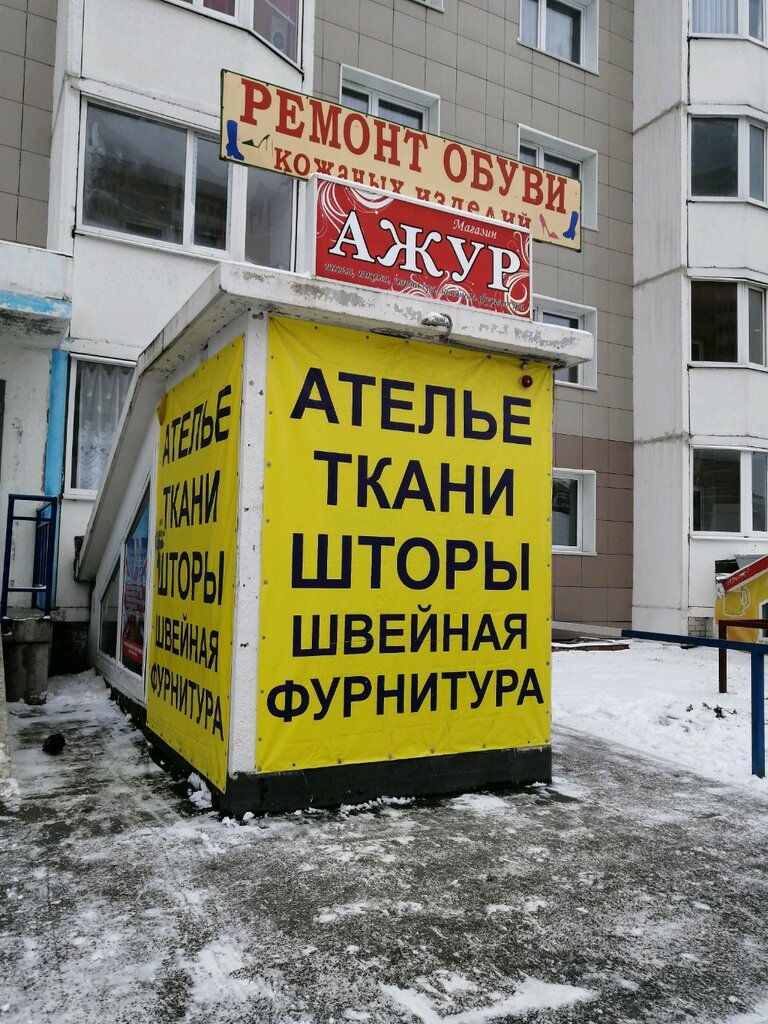 РЕМОНТ ОБУВИ
кожаных изделий
Магазин
АЖУР
АТЕЛЬЕ
ТКАНИ
ШТОРЫ
ШВЕЙНАЯ
ФУРНИТУРА
АТЕЛЬЕ
ТКАНИ
ШТОРЫ
ШВЕЙНАЯ
ФУРНИТУРА